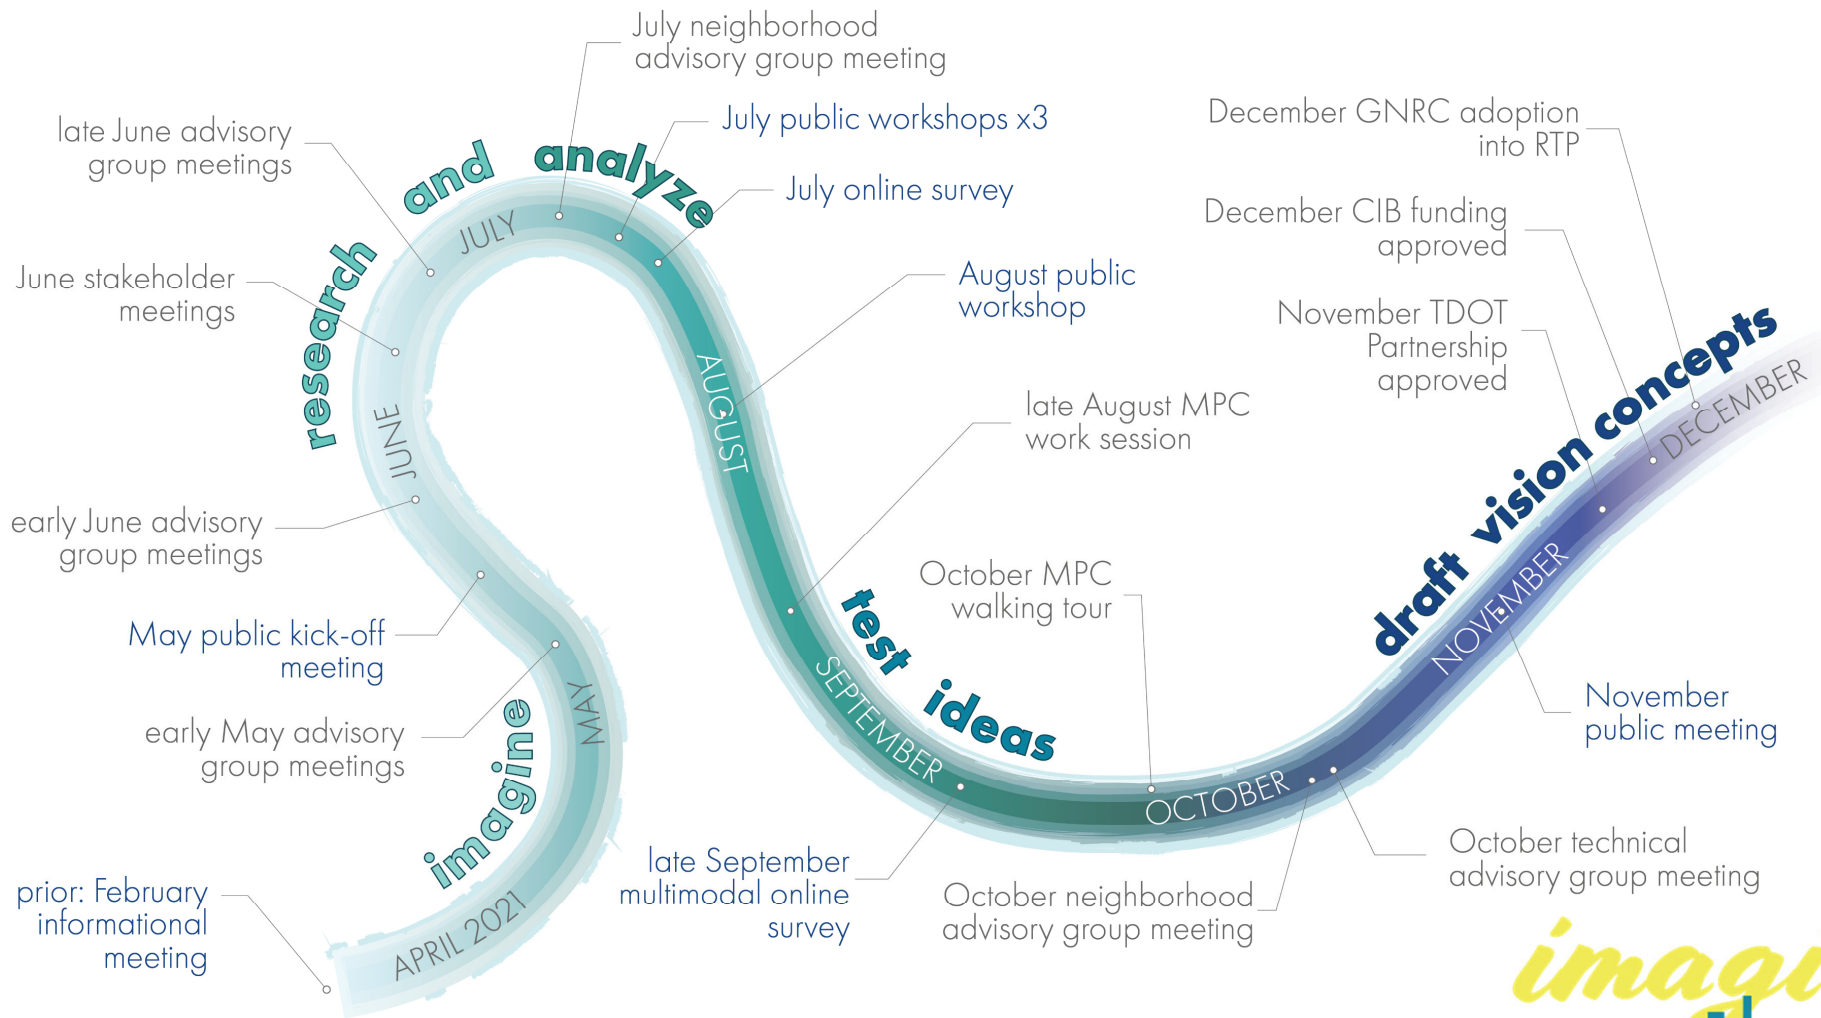 July neighborhood
advisory group meeting
July public workshops x3
July online survey
late June advisory
group meetings
June stakeholder
meetings
research and analyze
JULY
JUNE
AUGUST
August public
workshop
late August MPC
work session
early June advisory
group meetings
May public kick-off
meeting
early May advisory
group meetings
MAY
imagine
prior: February
informational
meeting
APRIL 2021
SEPTEMBER
test ideas
late September
multimodal online
survey
October MPC
walking tour
OCTOBER
October neighborhood
advisory group meeting
October technical
advisory group meeting
December GNRC adoption
into RTP
December CIB funding
approved
November TDOT
Partnership
approved
draft vision concepts
NOVEMBER
DECEMBER
November
public meeting
imagi